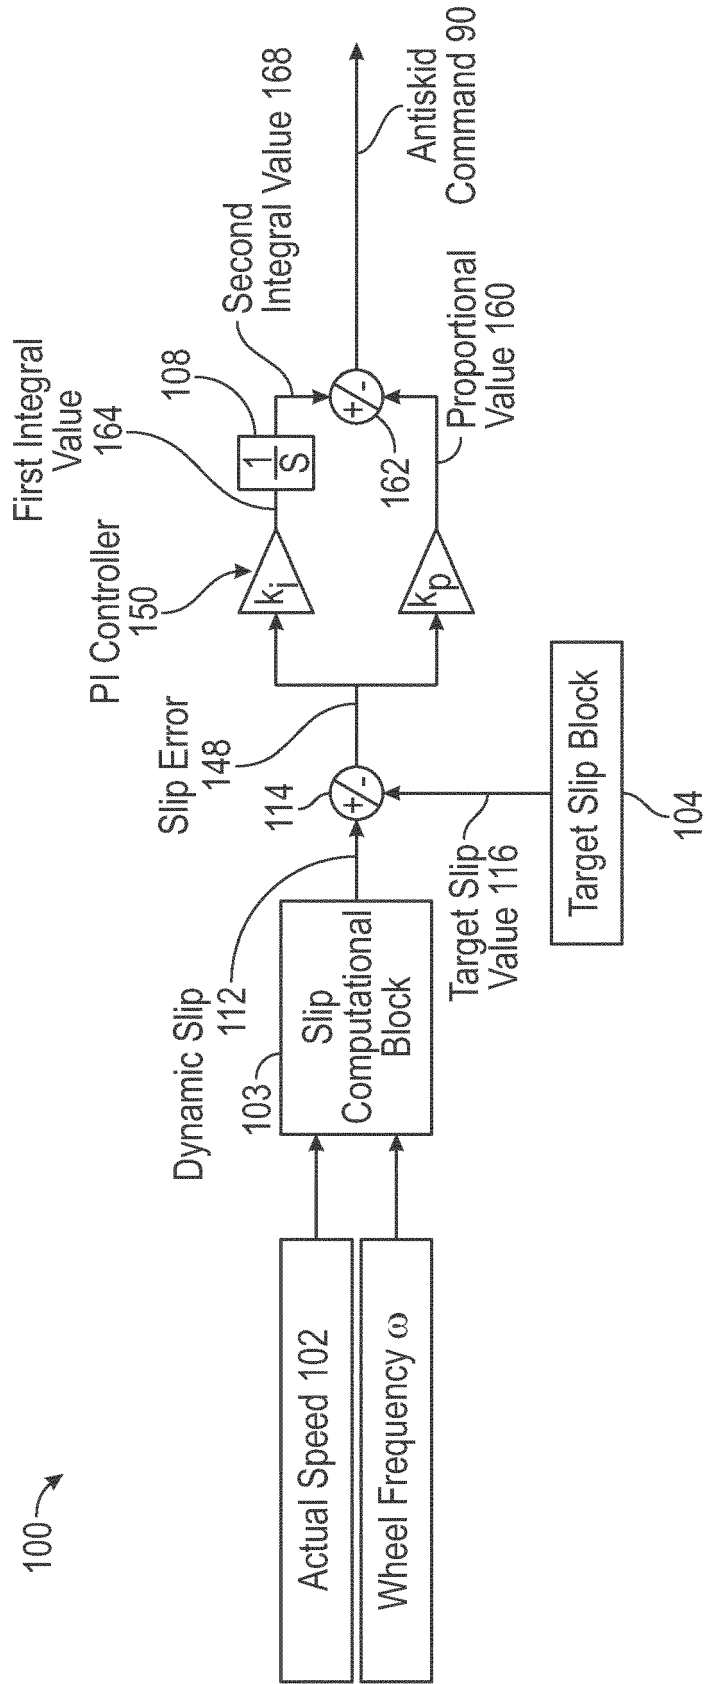 100
Actual Speed 102
Wheel Frequency ω
Dynamic Slip
112
103
Slip
Computational
Block
Target Slip
Value 116
Target Slip Block
104
Slip Error
148
114
+ -
PI Controller
150
ki
kp
First Integral
Value
164
108
1
S
Second
Integral Value 168
+ -
162
Proportional
Value 160
Antiskid
Command 90